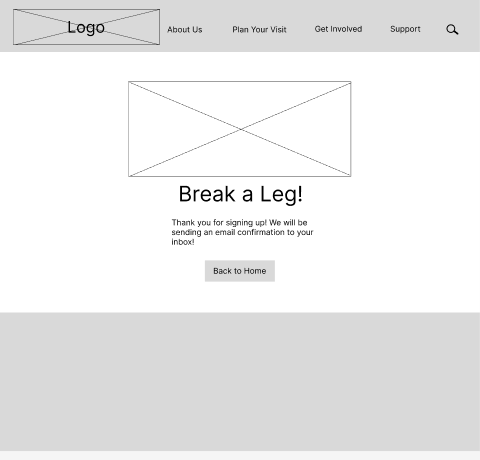 Logo
About Us
Plan Your Visit
Get Involved
Support
Break a Leg!
Thank you for signing up! We will be
sending an email confirmation to your
inbox!
Back to Home